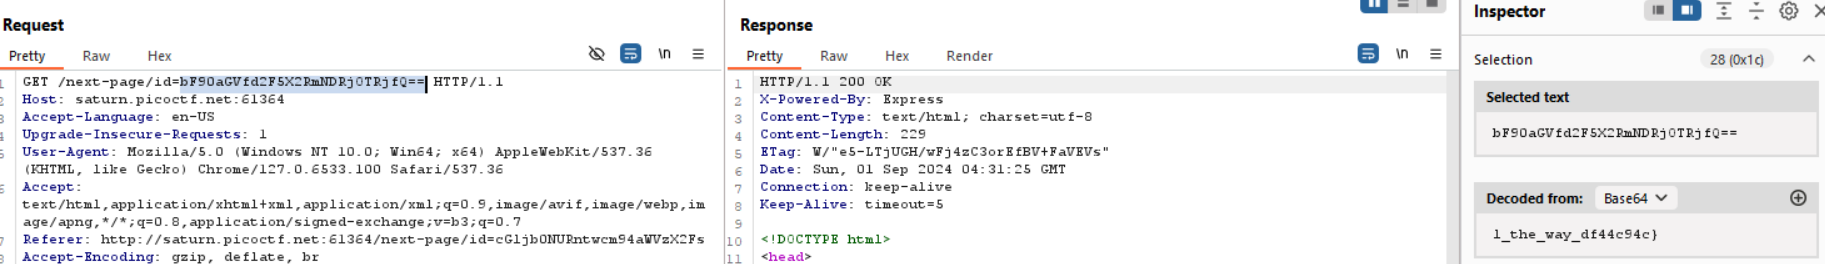 Request
Pretty Raw Hex \n
1 GET /next-page/id=bF90aGVfd2F5X2RmNDRjOTRjfQ== HTTP/1.1
2 Host: saturn.picoctf.net:61364
3 Accept-Language: en-US
4 Upgrade-Insecure-Requests: 1
5 User-Agent: Mozilla/5.0 (Windows NT 10.0; Win64; x64) AppleWebKit/537.36
(KHTML, like Gecko) Chrome/127.0.6533.100 Safari/537.36
6 Accept:
text/html,application/xhtml+xml,application/xml;q=0.9,image/avif,image/webp,im
age/apng,*/*;q=0.8,application/signed-exchange;v=b3;q=0.7
7 Referer: http://saturn.picoctf.net:61364/next-page/id=cGljb0NURntwcm94aWVzX2Fs
8 Accept-Encoding: gzip, deflate, br
Response
Pretty Raw Hex Render \n
1 HTTP/1.1 200 OK
2 X-Powered-By: Express
3 Content-Type: text/html; charset=utf-8
4 Content-Length: 229
5 ETag: W/"e5-LTjUGH/wFj4zC3orEfBV+FaVEVs"
6 Date: Sun, 01 Sep 2024 04:31:25 GMT
7 Connection: keep-alive
8 Keep-Alive: timeout=5
9
10 <!DOCTYPE html>
11 <head>
Inspector
Selection 28 (0x1c)
Selected text
bF90aGVfd2F5X2RmNDRjOTRjfQ==
Decoded from: Base64
l_the_way_df44c94c}